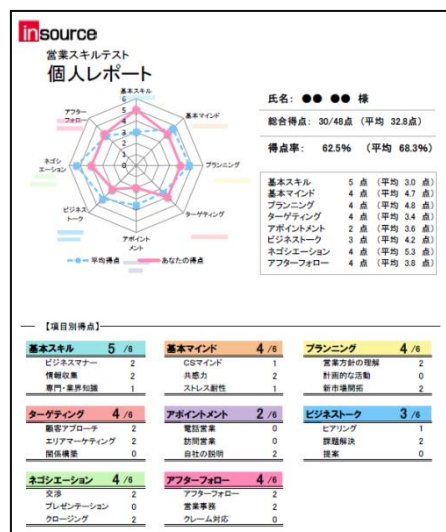 insource
営業スキルテスト
個人レポート
基本スキル
6
5
4
3
2
1
0
基本マインド
プランニング
ターゲティング
アポイント
メント
ビジネス
トーク
ネゴシ
エーション
アフター
フォロー
平均得点 あなたの得点
氏名: ●● ●● 様
総合得点: 30/48点 (平均 32.8点)
得点率: 62.5% (平均 68.3%)
基本スキル 5 点 (平均 3.0 点)
基本マインド 4 点 (平均 4.7 点)
プランニング 4 点 (平均 4.8 点)
ターゲティング 4 点 (平均 3.4 点)
アポイントメント 2 点 (平均 3.6 点)
ビジネストーク 3 点 (平均 4.2 点)
ネゴシエーション 4 点 (平均 5.3 点)
アフターフォロー 4 点 (平均 3.8 点)
【項目別得点】
基本スキル 5 /6
ビジネスマナー 2
情報収集 2
専門・業界知識 1
基本マインド 4 /6
CSマインド 1
共感力 2
ストレス耐性 1
プランニング 4 /6
営業方針の理解 2
計画的な活動 0
新市場開拓 2
ターゲティング 4 /6
顧客アプローチ 2
エリアマーケティング 2
関係構築 0
アポイントメント 2 /6
電話営業 0
訪問営業 0
自社の説明 2
ビジネストーク 3 /6
ヒアリング 1
課題解決 2
提案 0
ネゴシエーション 4 /6
交渉 2
プレゼンテーション 0
クロージング 2
アフターフォロー 4 /6
アフターフォロー 2
営業事務 2
クレーム対応 0